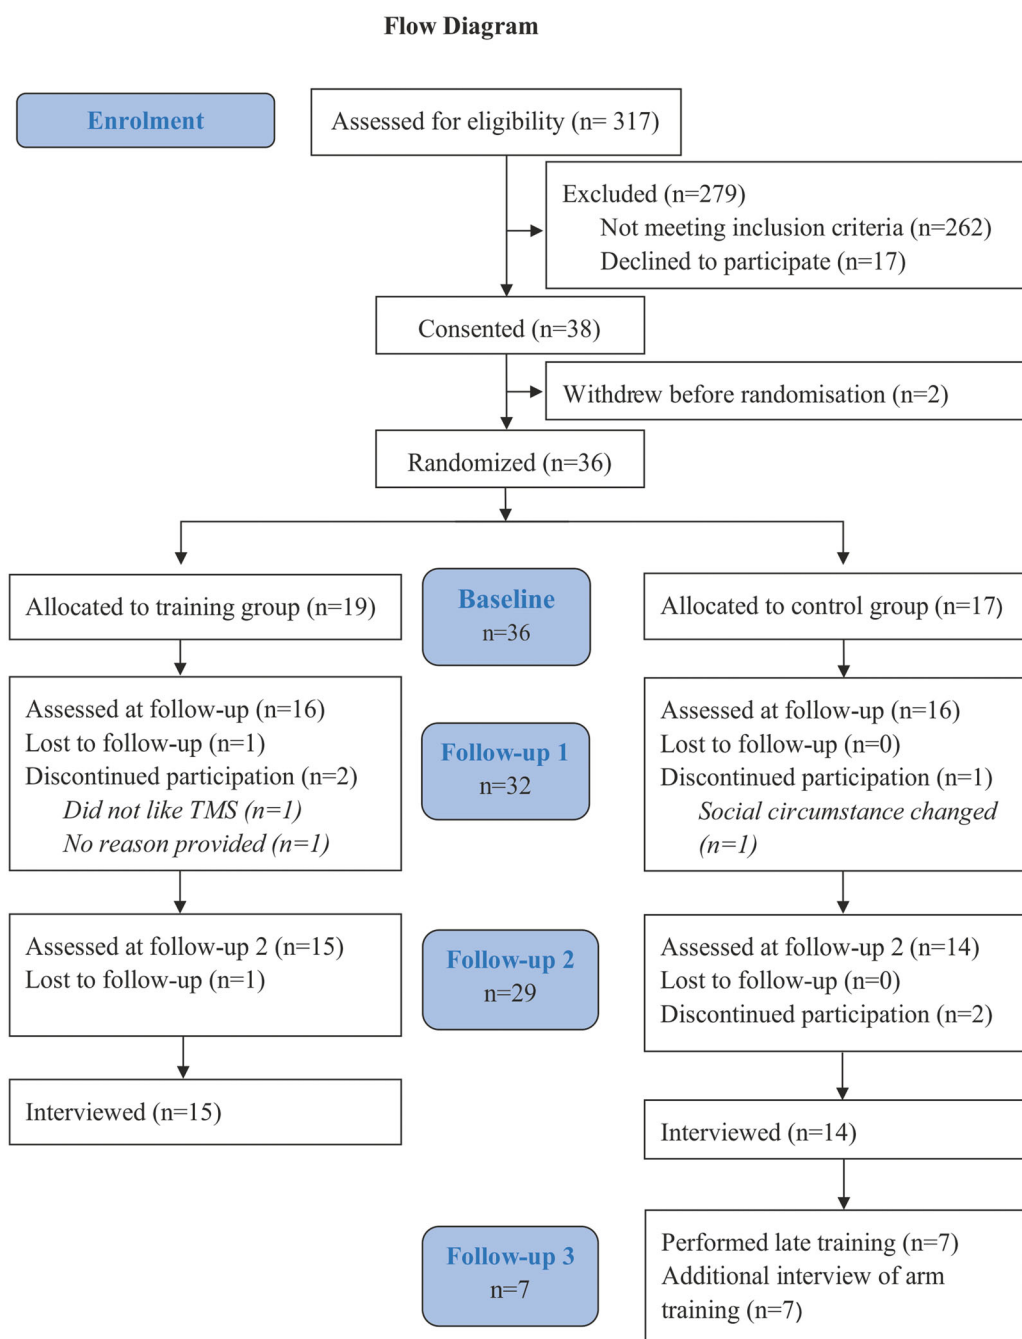 Flow Diagram
Enrolment
Assessed for eligibility (n= 317)
Excluded (n=279)
Not meeting inclusion criteria (n=262)
Declined to participate (n=17)
Consented (n=38)
Withdrew before randomisation (n=2)
Randomized (n=36)
Allocated to training group (n=19)
Baseline
n=36
Allocated to control group (n=17)
Assessed at follow-up (n=16)
Lost to follow-up (n=1)
Discontinued participation (n=2)
Did not like TMS (n=1)
No reason provided (n=1)
Follow-up 1
n=32
Assessed at follow-up (n=16)
Lost to follow-up (n=0)
Discontinued participation (n=1)
Social circumstance changed
(n=1)
Assessed at follow-up 2 (n=15)
Lost to follow-up (n=1)
Follow-up 2
n=29
Assessed at follow-up 2 (n=14)
Lost to follow-up (n=0)
Discontinued participation (n=2)
Interviewed (n=15)
Interviewed (n=14)
Follow-up 3
n=7
Performed late training (n=7)
Additional interview of arm
training (n=7)